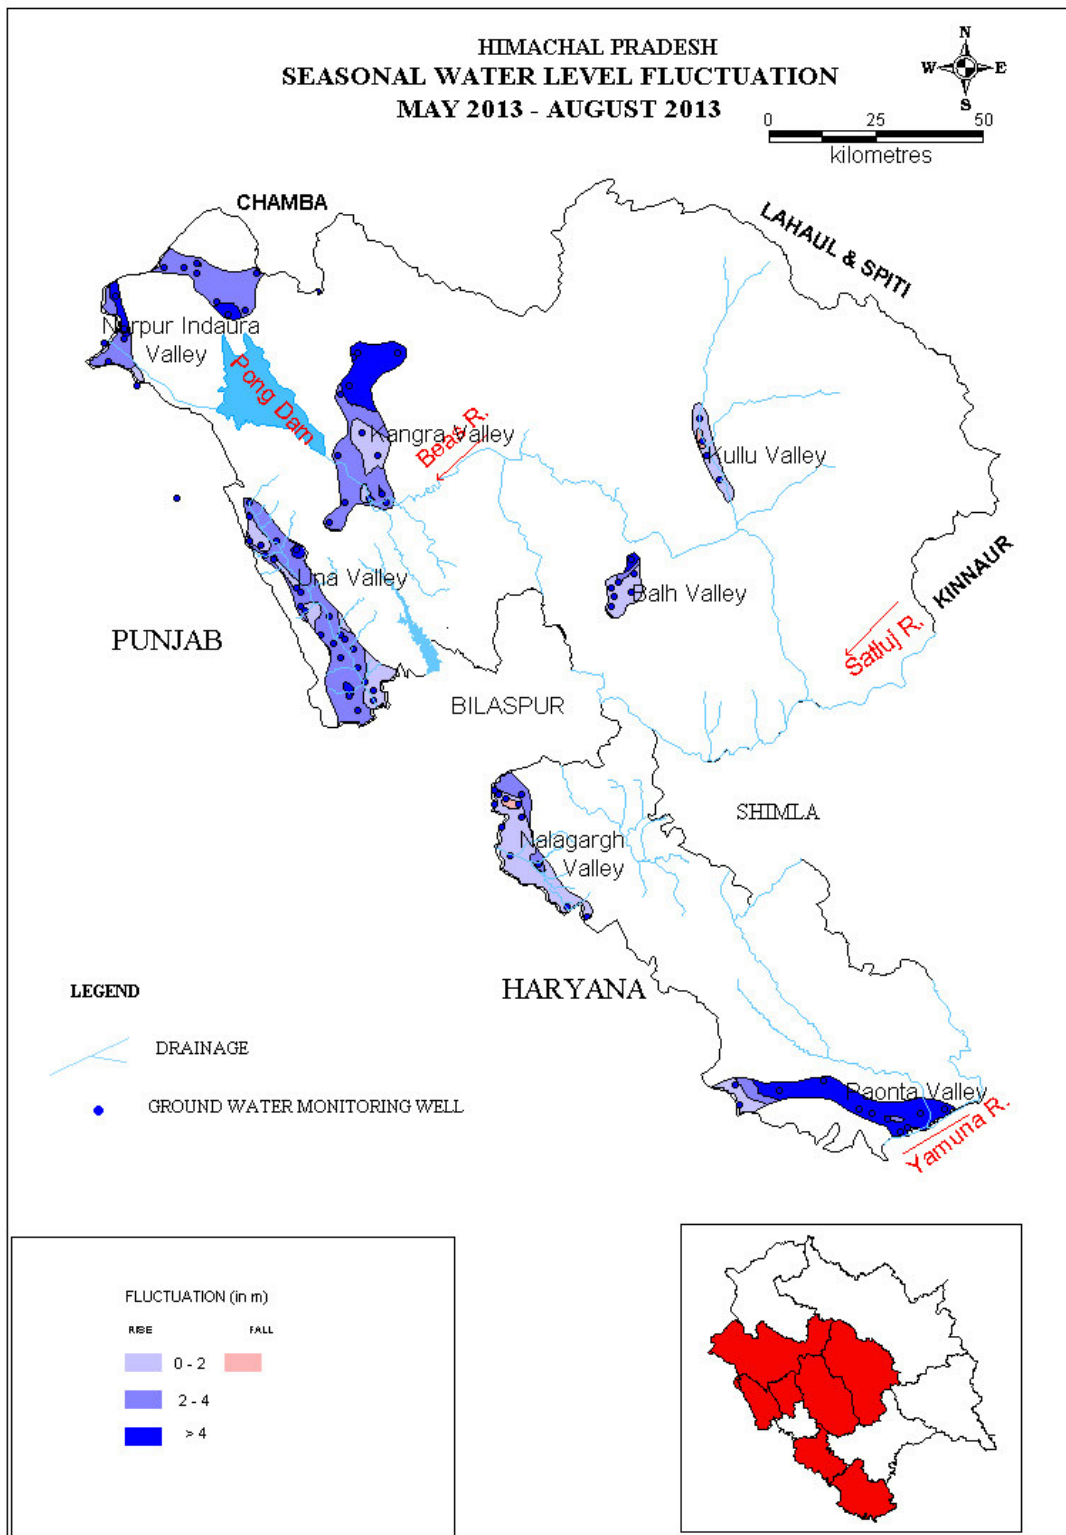 HIMACHAL PRADESH
SEASONAL WATER LEVEL FLUCTUATION
MAY 2013 - AUGUST 2013
N
W E
S
0 25 50
kilometres
CHAMBA
LAHAUL & SPITI
Nurpur Indaura
Valley
Pong Dam
Kangra Valley
Beas R.
Kullu Valley
KINNAUR
Una Valley
Balh Valley
PUNJAB
Satluj R.
BILASPUR
SHIMLA
Nalagargh
Valley
HARYANA
LEGEND
DRAINAGE
GROUND WATER MONITORING WELL
Paonta Valley
Yamuna R.
FLUCTUATION (in m)
RISE FALL
0 - 2
2 - 4
> 4